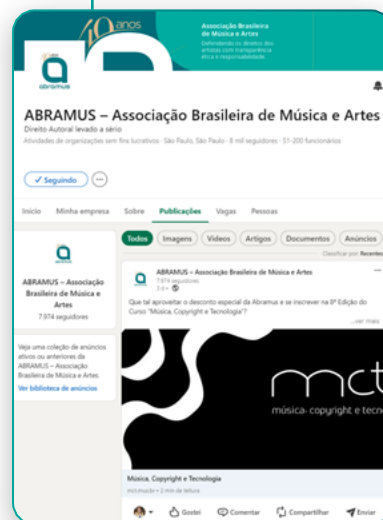 40 anos
Associação Brasileira
de Música e Artes
Defendendo os direitos dos
artistas com transparência
ética e responsabilidade.
abramus
ABRAMUS – Associação Brasileira de Música e Artes
Direito Autoral levado a sério
Atividades de organizações sem fins lucrativos · São Paulo, São Paulo · 8 mil seguidores · 51-200 funcionários
✓ Seguindo
Início Minha empresa Sobre Publicações Vagas Pessoas
Todos Imagens Vídeos Artigos Documentos Anúncios
Classificar por: Recentes
abramus
ABRAMUS – Associação
Brasileira de Música e
Artes
7.974 seguidores
Veja uma coleção de anúncios
ativos ou anteriores da
ABRAMUS – Associação
Brasileira de Música e Artes.
Ver biblioteca de anúncios
ABRAMUS – Associação Brasileira de Música e Artes
7.974 seguidores
2 d •
Que tal aproveitar o desconto especial da Abramus e se inscrever na 8ª Edição do
Curso "Música, Copyright e Tecnologia"?
...ver mais
mct
música, copyright e tecn
Música, Copyright e Tecnologia
mct.mus.br • 2 min de leitura
Gostei Comentar Compartilhar Enviar